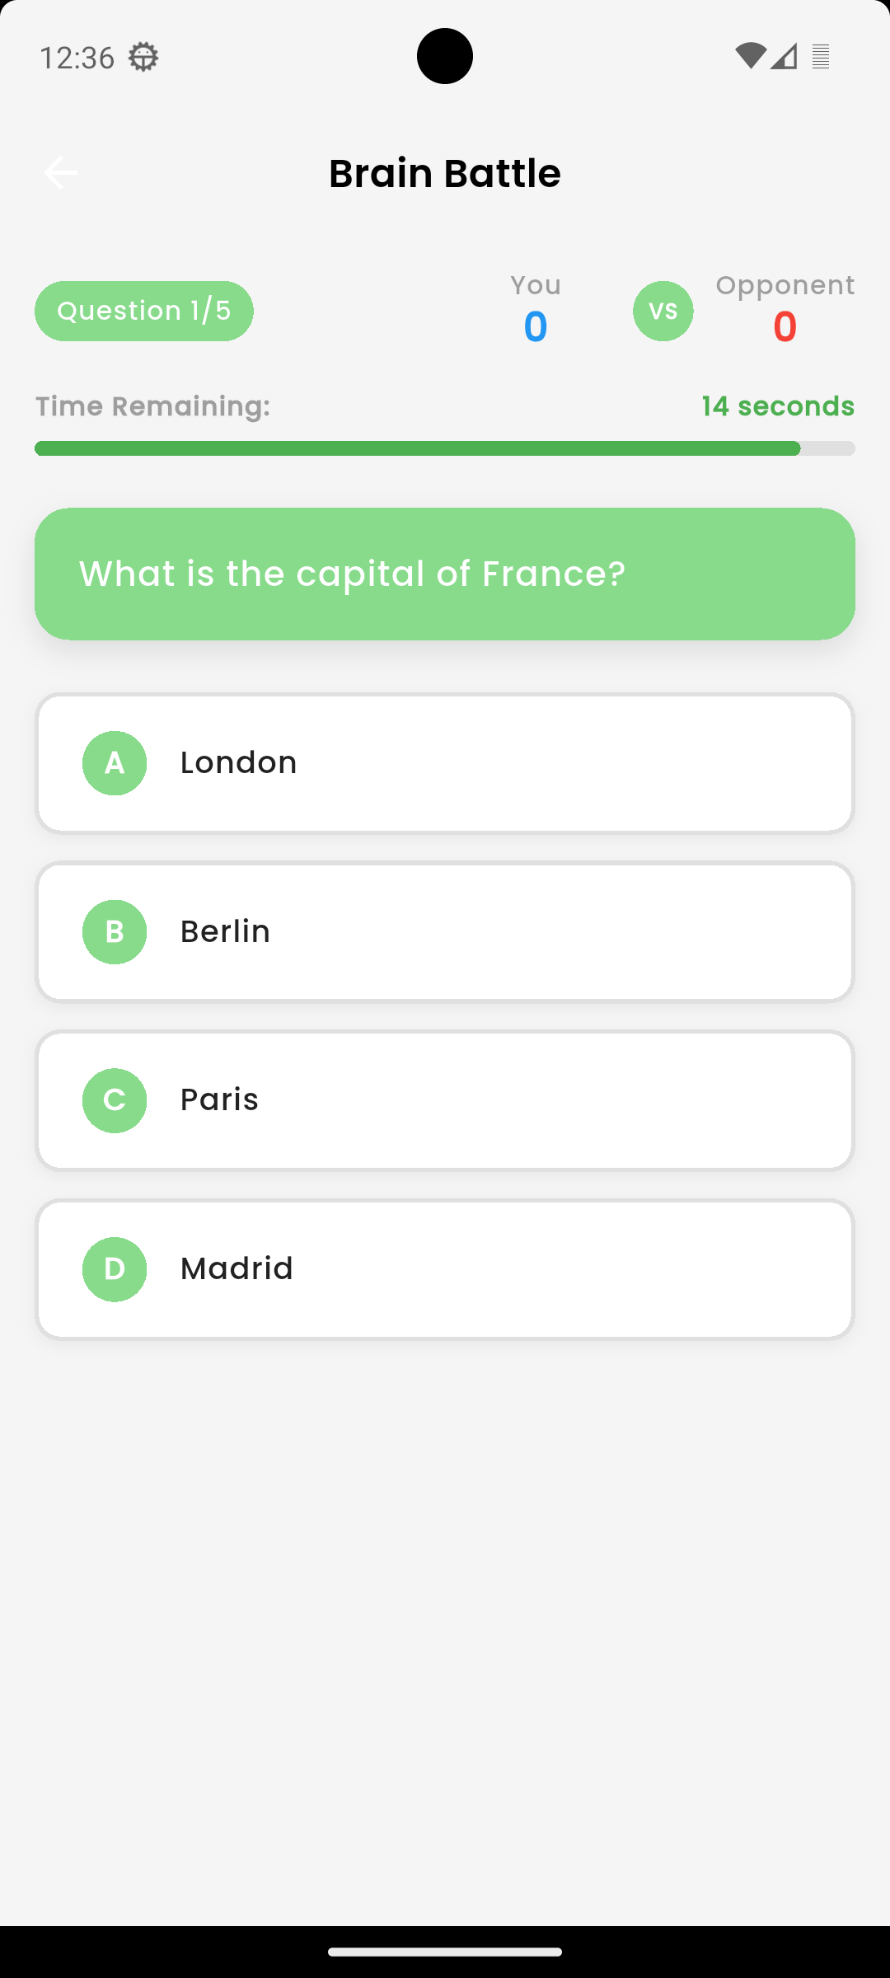 12:36
Brain Battle
Question 1/5
You
0
VS
Opponent
0
Time Remaining:
14 seconds
What is the capital of France?
A London
B Berlin
C Paris
D Madrid